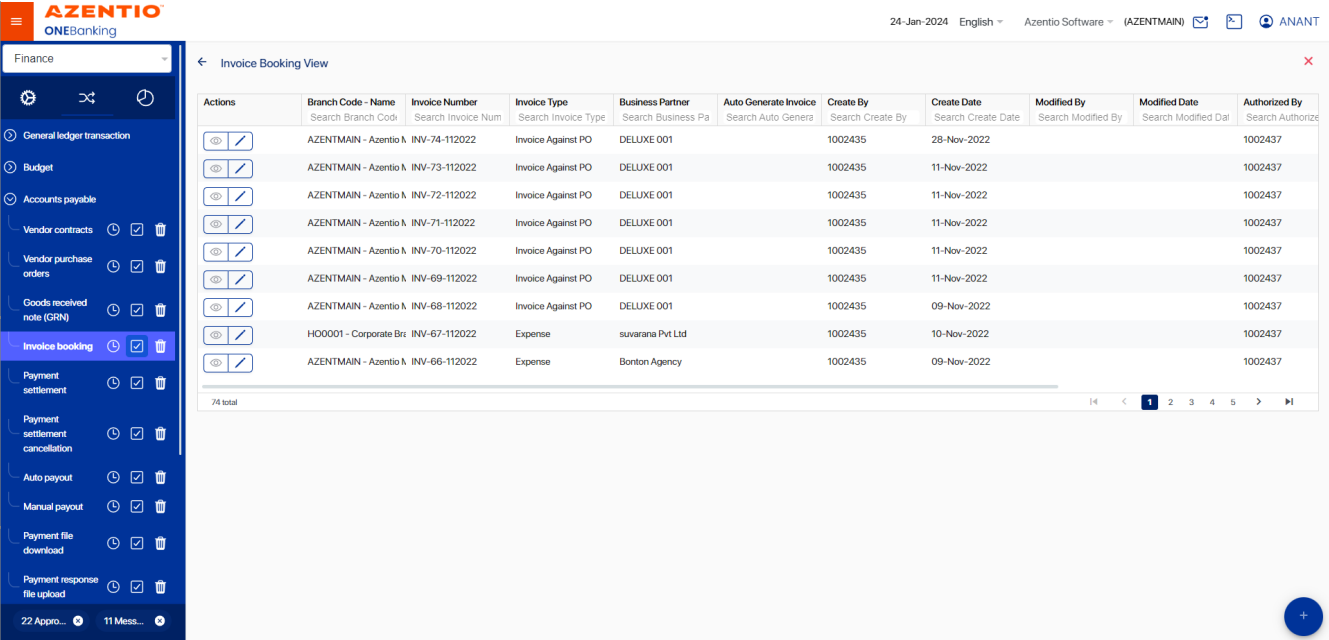 AZENTIO
ONEBanking
24-Jan-2024 English Azentio Software (AZENTMAIN) ANANT
Finance
General ledger transaction
Budget
Accounts payable
Vendor contracts
Vendor purchase
orders
Goods received
note (GRN)
Invoice booking
Payment
settlement
Payment
settlement
cancellation
Auto payout
Manual payout
Payment file
download
Payment response
file upload
22 Appro... 11 Mess...
Invoice Booking View
Actions Branch Code - Name Invoice Number Invoice Type Business Partner Auto Generate Invoice Create By Create Date Modified By Modified Date Authorized By
Search Branch Code Search Invoice Num Search Invoice Type Search Business Pa Search Auto Genera Search Create By Search Create Date Search Modified By Search Modified Dat Search Authorize
AZENTMAIN - Azentio M INV-74-112022 Invoice Against PO DELUXE 001 1002435 28-Nov-2022 1002437
AZENTMAIN - Azentio M INV-73-112022 Invoice Against PO DELUXE 001 1002435 11-Nov-2022 1002437
AZENTMAIN - Azentio M INV-72-112022 Invoice Against PO DELUXE 001 1002435 11-Nov-2022 1002437
AZENTMAIN - Azentio M INV-71-112022 Invoice Against PO DELUXE 001 1002435 11-Nov-2022 1002437
AZENTMAIN - Azentio M INV-70-112022 Invoice Against PO DELUXE 001 1002435 11-Nov-2022 1002437
AZENTMAIN - Azentio M INV-69-112022 Invoice Against PO DELUXE 001 1002435 11-Nov-2022 1002437
AZENTMAIN - Azentio M INV-68-112022 Invoice Against PO DELUXE 001 1002435 09-Nov-2022 1002437
HO0001 - Corporate Bra INV-67-112022 Expense suvarana Pvt Ltd 1002435 10-Nov-2022 1002437
AZENTMAIN - Azentio M INV-66-112022 Expense Bonton Agency 1002435 09-Nov-2022 1002437
74 total 1 2 3 4 5